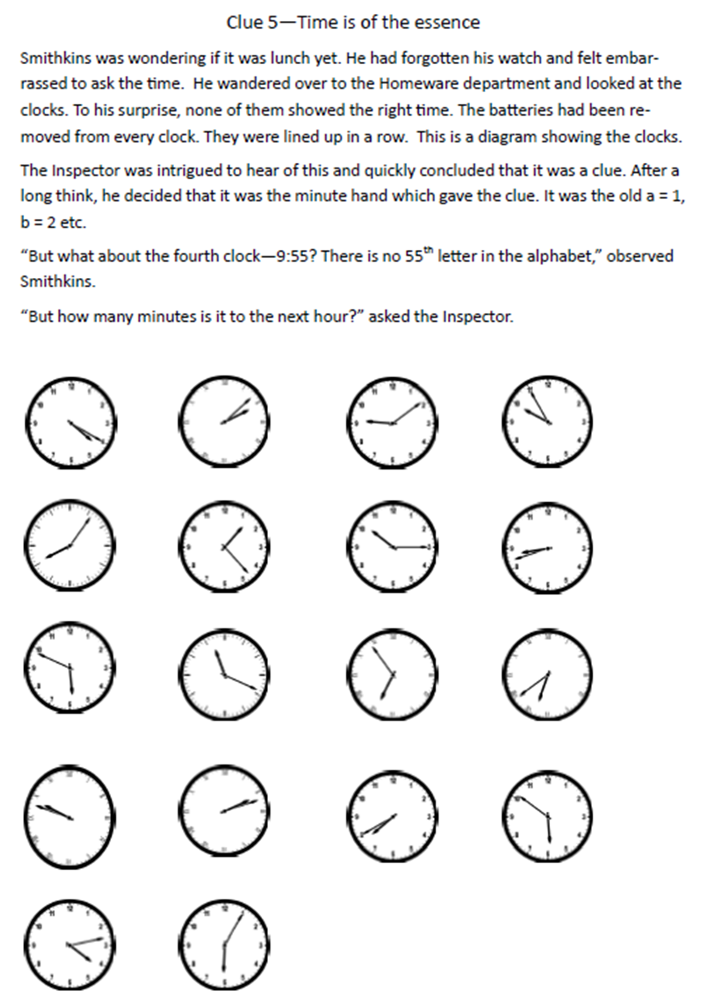 Clue 5—Time is of the essence
Smithkins was wondering if it was lunch yet. He had forgotten his watch and felt embar-
rassed to ask the time.  He wandered over to the Homeware department and looked at the
clocks. To his surprise, none of them showed the right time. The batteries had been re-
moved from every clock. They were lined up in a row.  This is a diagram showing the clocks.
The Inspector was intrigued to hear of this and quickly concluded that it was a clue. After a
long think, he decided that it was the minute hand which gave the clue. It was the old a = 1,
b = 2 etc.
“But what about the fourth clock—9:55? There is no 55th letter in the alphabet,” observed
Smithkins.
“But how many minutes is it to the next hour?” asked the Inspector.